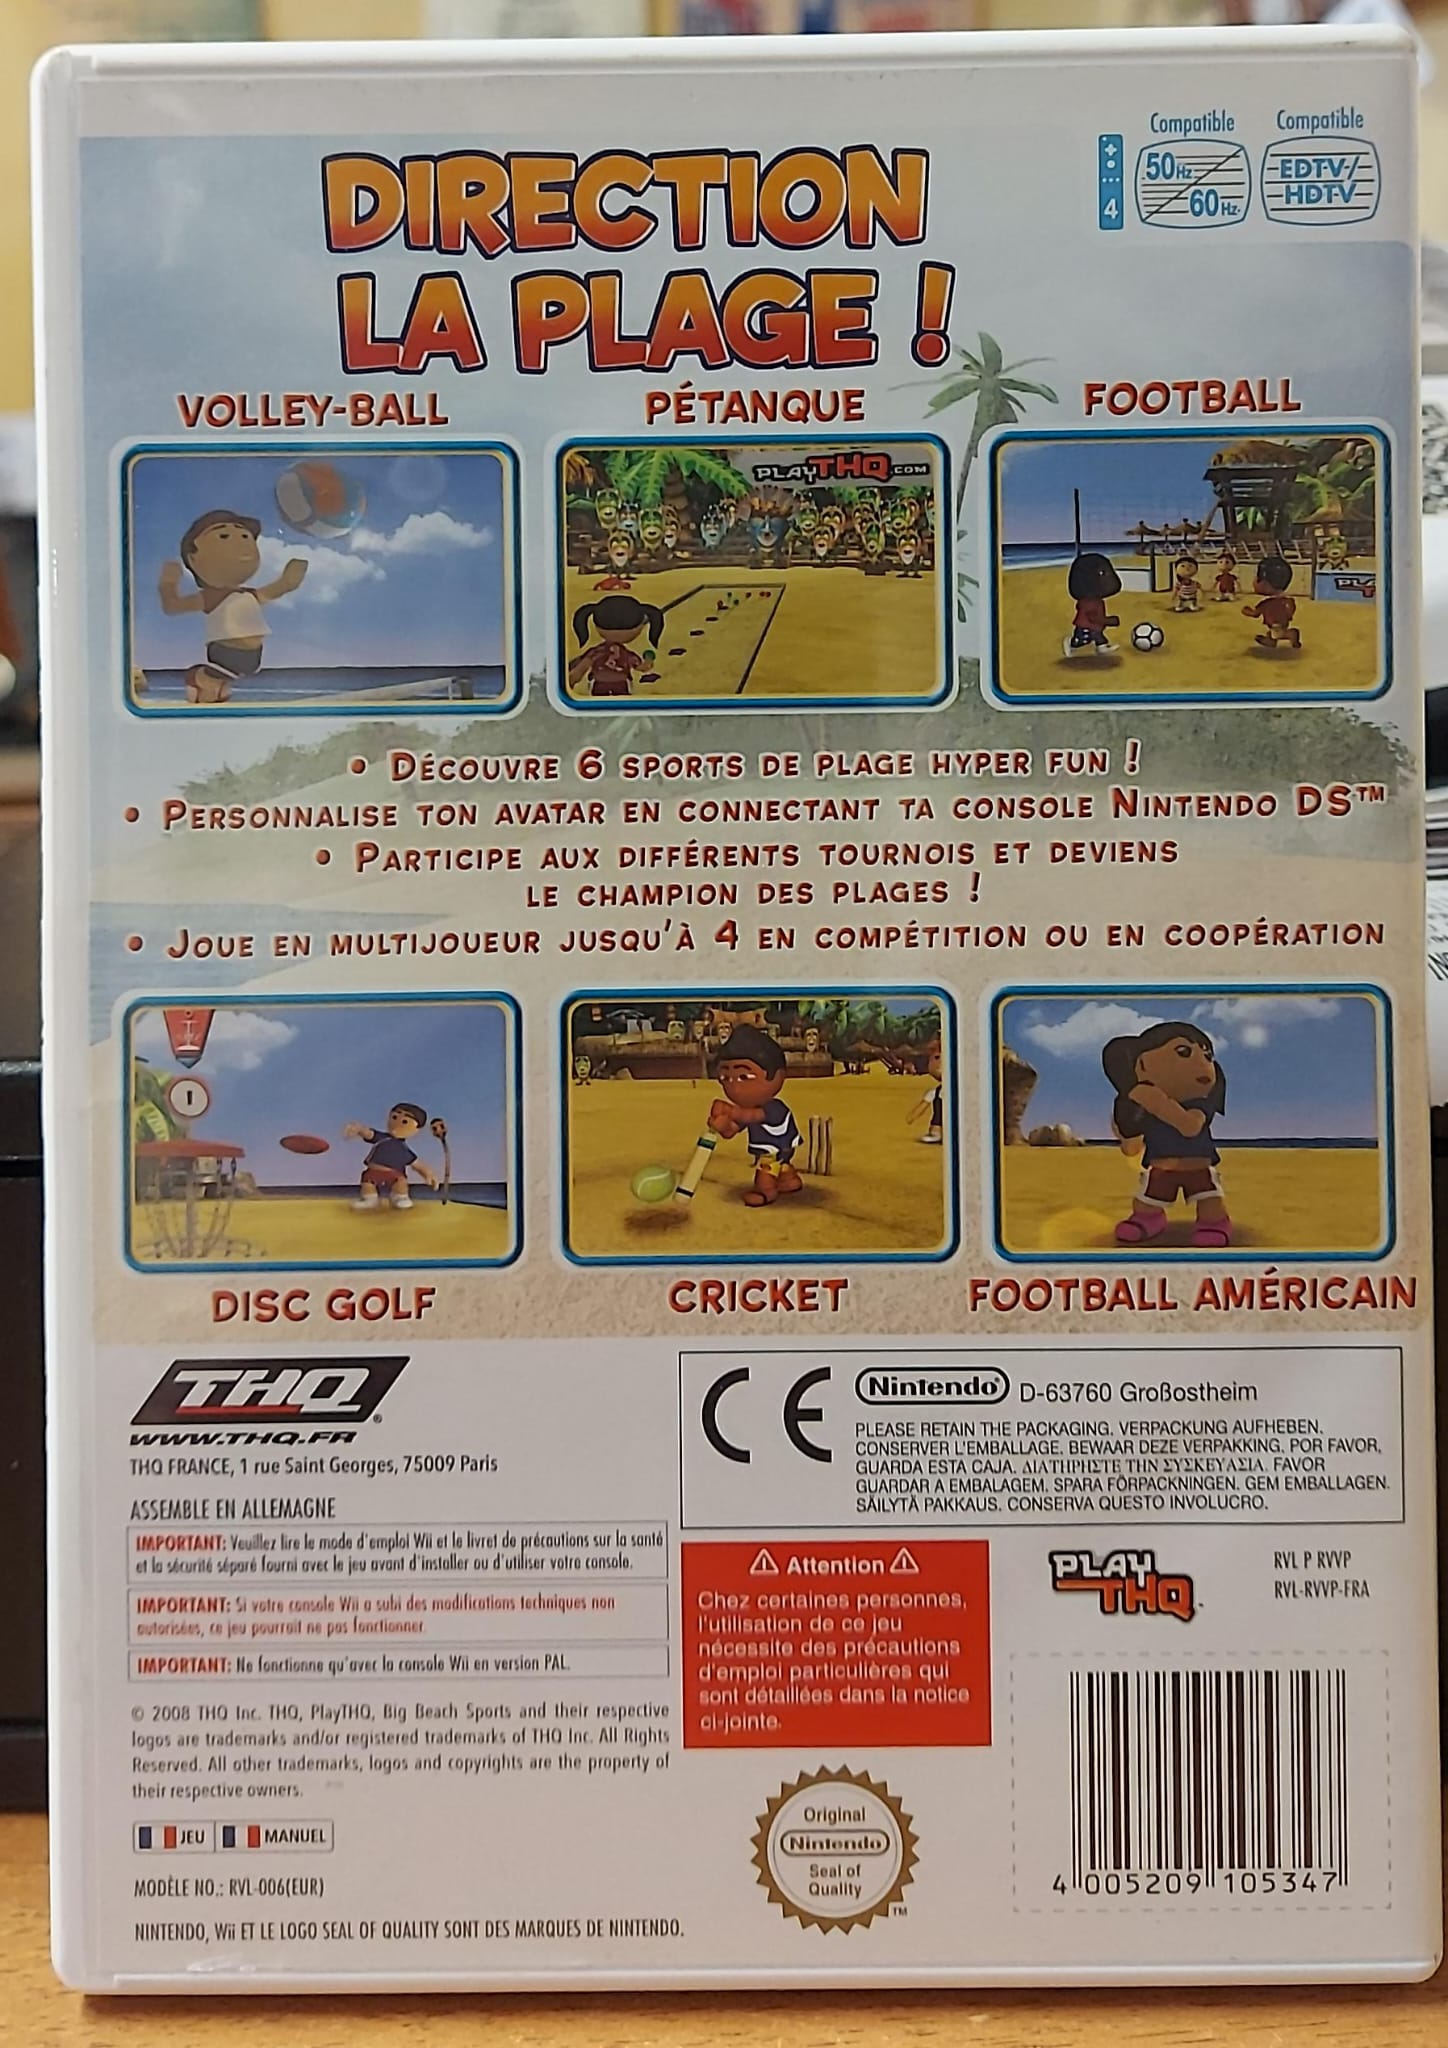 Compatible
Compatible
50Hz
60Hz
EDTV-/
HDTV
4
DIRECTION
LA PLAGE !
VOLLEY-BALL
PÉTANQUE
FOOTBALL
PLAYTHQ.COM
• DÉCOUVRE 6 SPORTS DE PLAGE HYPER FUN !
• PERSONNALISE TON AVATAR EN CONNECTANT TA CONSOLE NINTENDO DS™
• PARTICIPE AUX DIFFÉRENTS TOURNOIS ET DEVIENS
LE CHAMPION DES PLAGES !
• JOUE EN MULTIJOUEUR JUSQU'À 4 EN COMPÉTITION OU EN COOPÉRATION
DISC GOLF
CRICKET
FOOTBALL AMÉRICAIN
THQ®
WWW.THQ.FR
THQ FRANCE, 1 rue Saint Georges, 75009 Paris
ASSEMBLE EN ALLEMAGNE
IMPORTANT: Veuillez lire le mode d'emploi Wii et le livret de précautions sur la santé
et la sécurité séparé fourni avec le jeu avant d'installer ou d'utiliser votre console.
IMPORTANT: Si votre console Wii a subi des modifications techniques non
autorisées, ce jeu pourrait ne pas fonctionner.
IMPORTANT: Ne fonctionne qu'avec la console Wii en version PAL.
© 2008 THQ Inc. THQ, PlayTHQ, Big Beach Sports and their respective
logos are trademarks and/or registered trademarks of THQ Inc. All Rights
Reserved. All other trademarks, logos and copyrights are the property of
their respective owners.
JEU MANUEL
MODÈLE NO.: RVL-006(EUR)
NINTENDO, Wii ET LE LOGO SEAL OF QUALITY SONT DES MARQUES DE NINTENDO.
CE
Nintendo® D-63760 Großostheim
PLEASE RETAIN THE PACKAGING. VERPACKUNG AUFHEBEN.
CONSERVER L'EMBALLAGE. BEWAAR DEZE VERPAKKING. POR FAVOR,
GUARDA ESTA CAJA. ΔΙΑΤΗΡΗΣΤΕ ΤΗΝ ΣΥΣΚΕΥΑΣΙΑ. FAVOR
GUARDAR A EMBALAGEM. SPARA FÖRPACKNINGEN. GEM EMBALLAGEN.
SÄILYTÄ PAKKAUS. CONSERVA QUESTO INVOLUCRO.
Attention
Chez certaines personnes,
l'utilisation de ce jeu
nécessite des précautions
d'emploi particulières qui
sont détaillées dans la notice
ci-jointe.
PLAY
THQ
RVL P RVVP
RVL-RVVP-FRA
Original
Nintendo
Seal of
Quality
TM
4 005209 105347